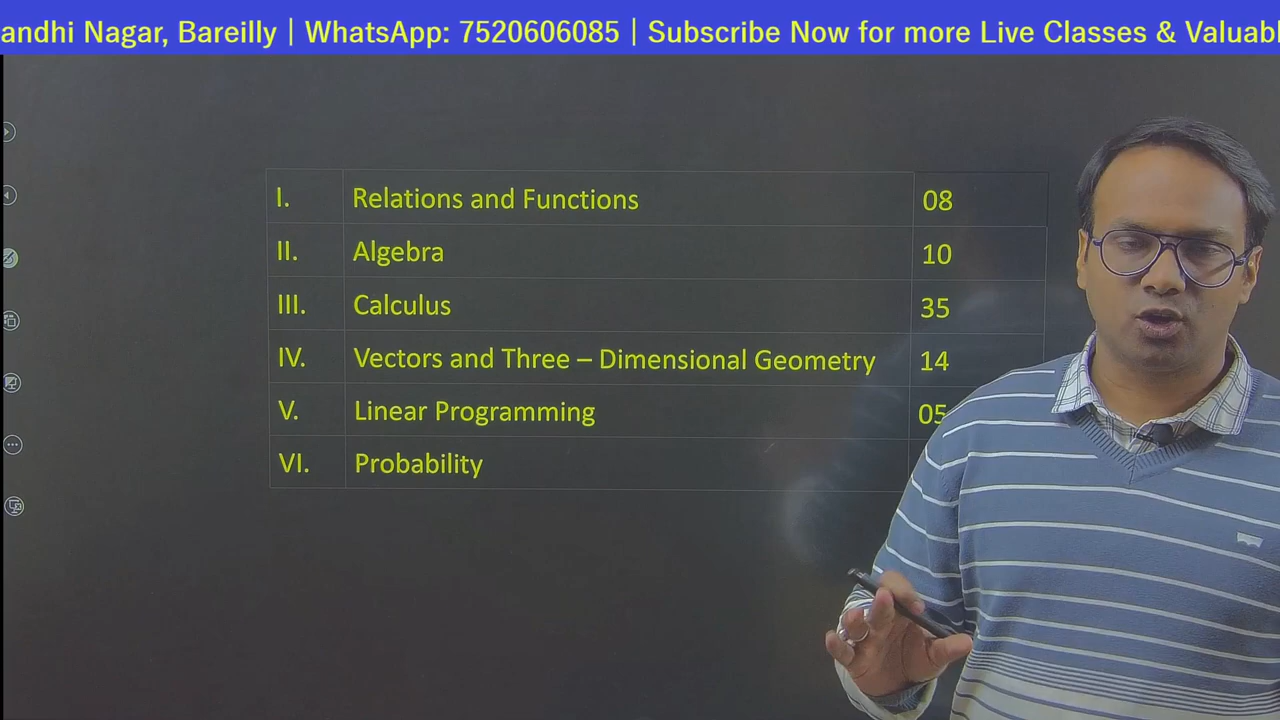 andhi Nagar, Bareilly | WhatsApp: 7520606085 | Subscribe Now for more Live Classes & Valuabl
I. Relations and Functions 08
II. Algebra 10
III. Calculus 35
IV. Vectors and Three – Dimensional Geometry 14
V. Linear Programming 05
VI. Probability